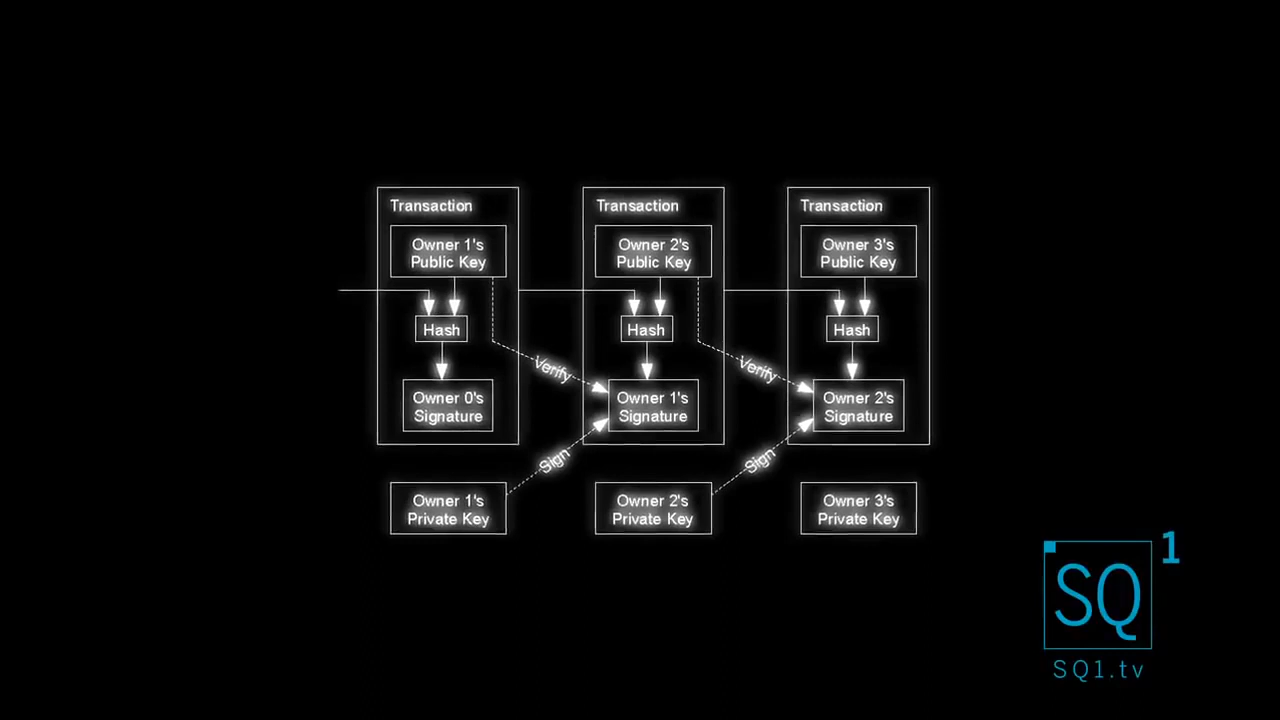 Transaction
Owner 1's
Public Key
Hash
Owner 0's
Signature
Verify
Sign
Owner 1's
Private Key
Transaction
Owner 2's
Public Key
Hash
Owner 1's
Signature
Verify
Sign
Owner 2's
Private Key
Transaction
Owner 3's
Public Key
Hash
Owner 2's
Signature
Owner 3's
Private Key
SQ1
SQ1.tv